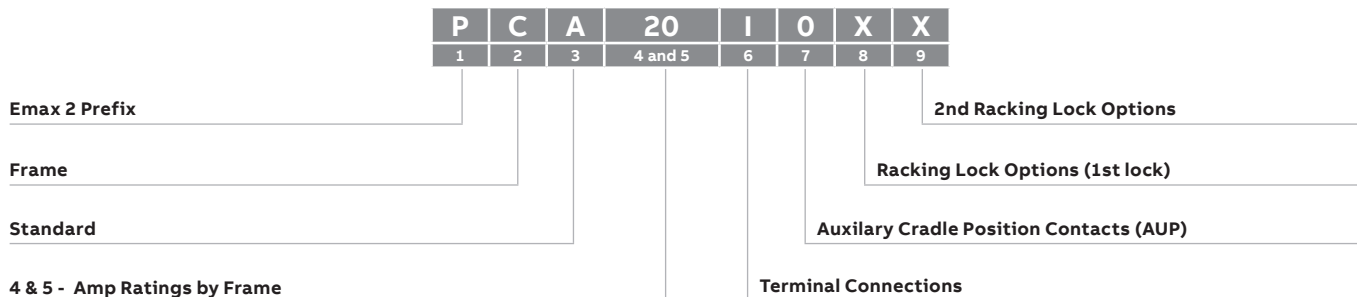 P C A 20 I 0 X X
1 2 3 4 and 5 6 7 8 9
Emax 2 Prefix
2nd Racking Lock Options
Frame
Racking Lock Options (1st lock)
Standard
Auxilary Cradle Position Contacts (AUP)
4 & 5 - Amp Ratings by Frame
Terminal Connections